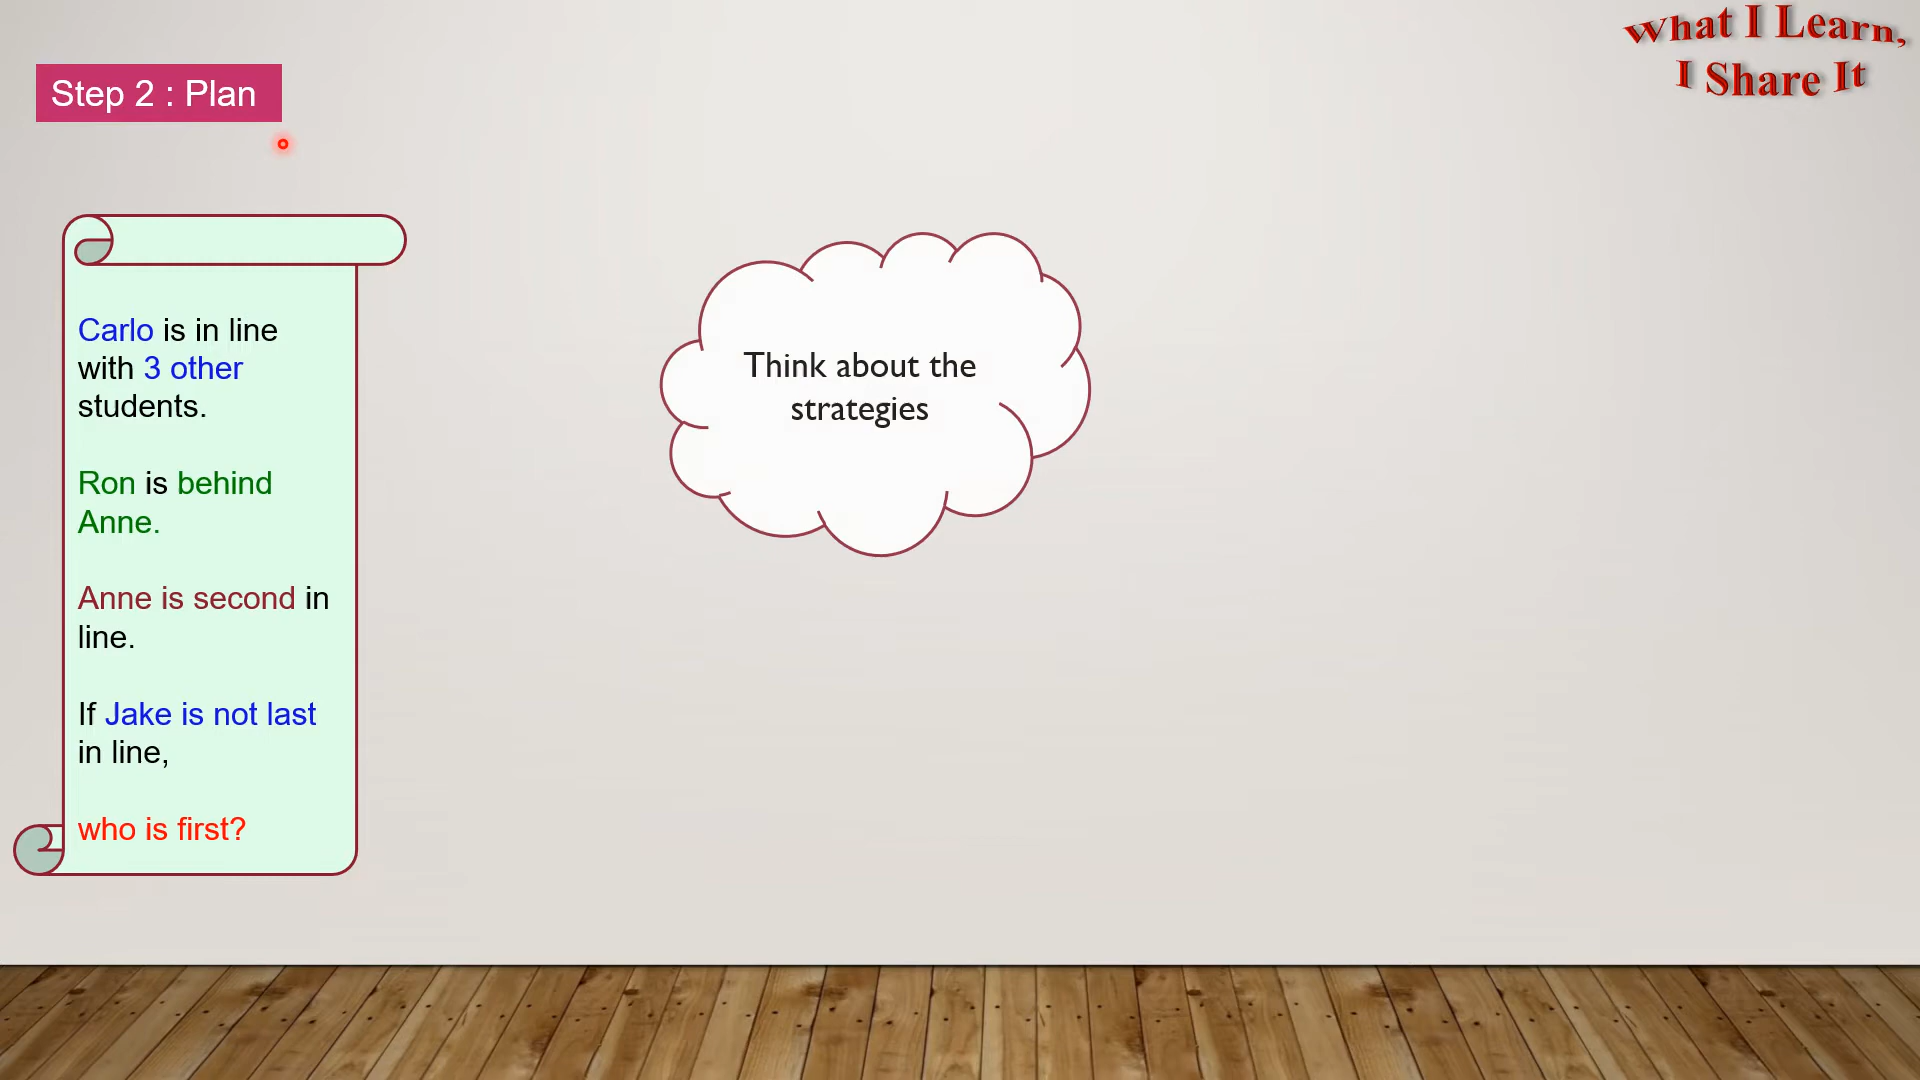 What I Learn,
I Share It
Step 2 : Plan
Carlo is in line
with 3 other
students.
Ron is behind
Anne.
Anne is second in
line.
If Jake is not last
in line,
who is first?
Think about the
strategies